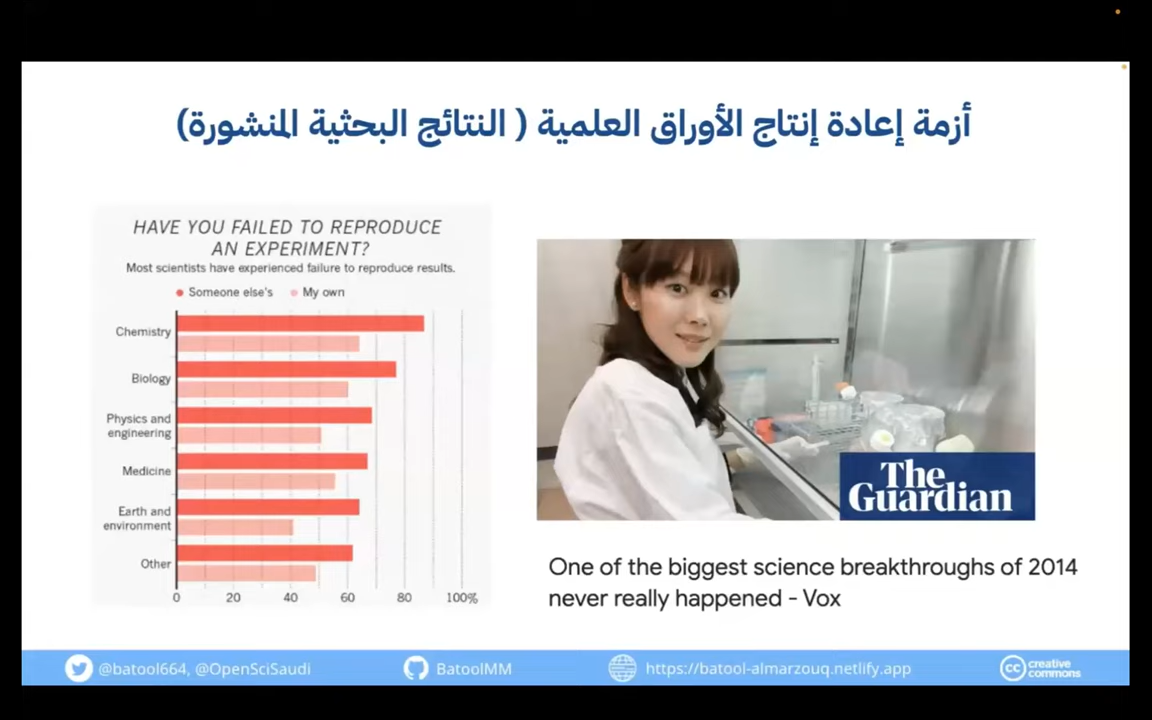 أزمة إعادة إنتاج الأوراق العلمية ( النتائج البحثية المنشورة)
HAVE YOU FAILED TO REPRODUCE
AN EXPERIMENT?
Most scientists have experienced failure to reproduce results.
Someone else's My own
Chemistry
Biology
Physics and
engineering
Medicine
Earth and
environment
Other
0 20 40 60 80 100%
The
Guardian
One of the biggest science breakthroughs of 2014
never really happened - Vox
@batool664, @OpenSciSaudi BatoolMM https://batool-almarzouq.netlify.app cc creative
commons